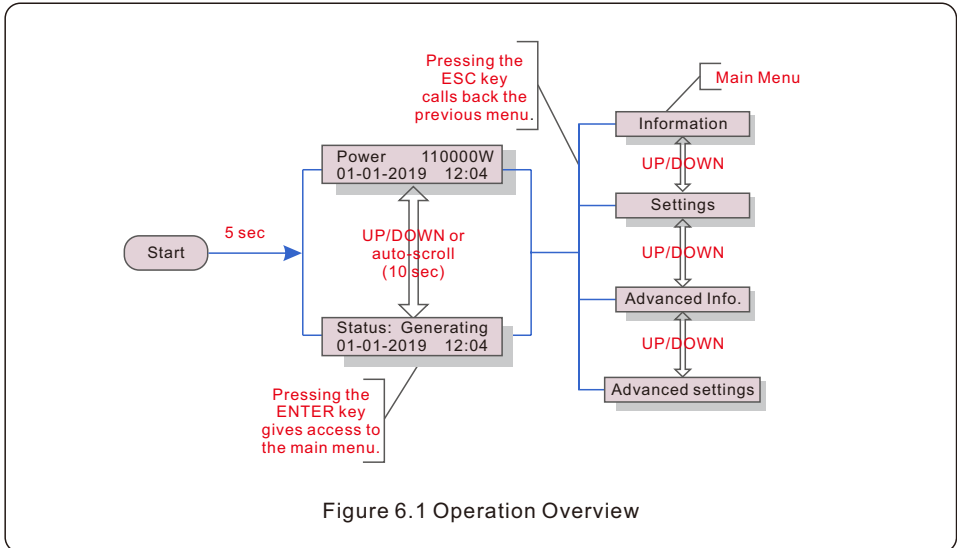 Pressing the
ESC key
calls back the
previous menu.
Main Menu
Information
UP/DOWN
Settings
UP/DOWN
Advanced Info.
UP/DOWN
Advanced settings
Power 110000W
01-01-2019 12:04
5 sec
Start
UP/DOWN or
auto-scroll
(10 sec)
Status: Generating
01-01-2019 12:04
Pressing the
ENTER key
gives access to
the main menu.
Figure 6.1 Operation Overview